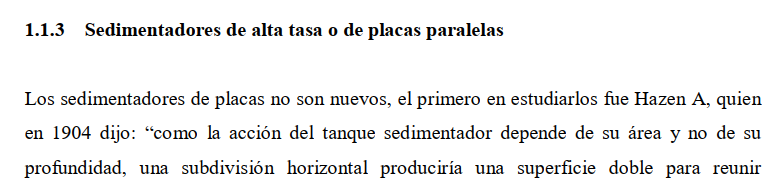 1.1.3 Sedimentadores de alta tasa o de placas paralelas
Los sedimentadores de placas no son nuevos, el primero en estudiarlos fue Hazen A, quien
en 1904 dijo: “como la acción del tanque sedimentador depende de su área y no de su
profundidad, una subdivisión horizontal produciría una superficie doble para reunir